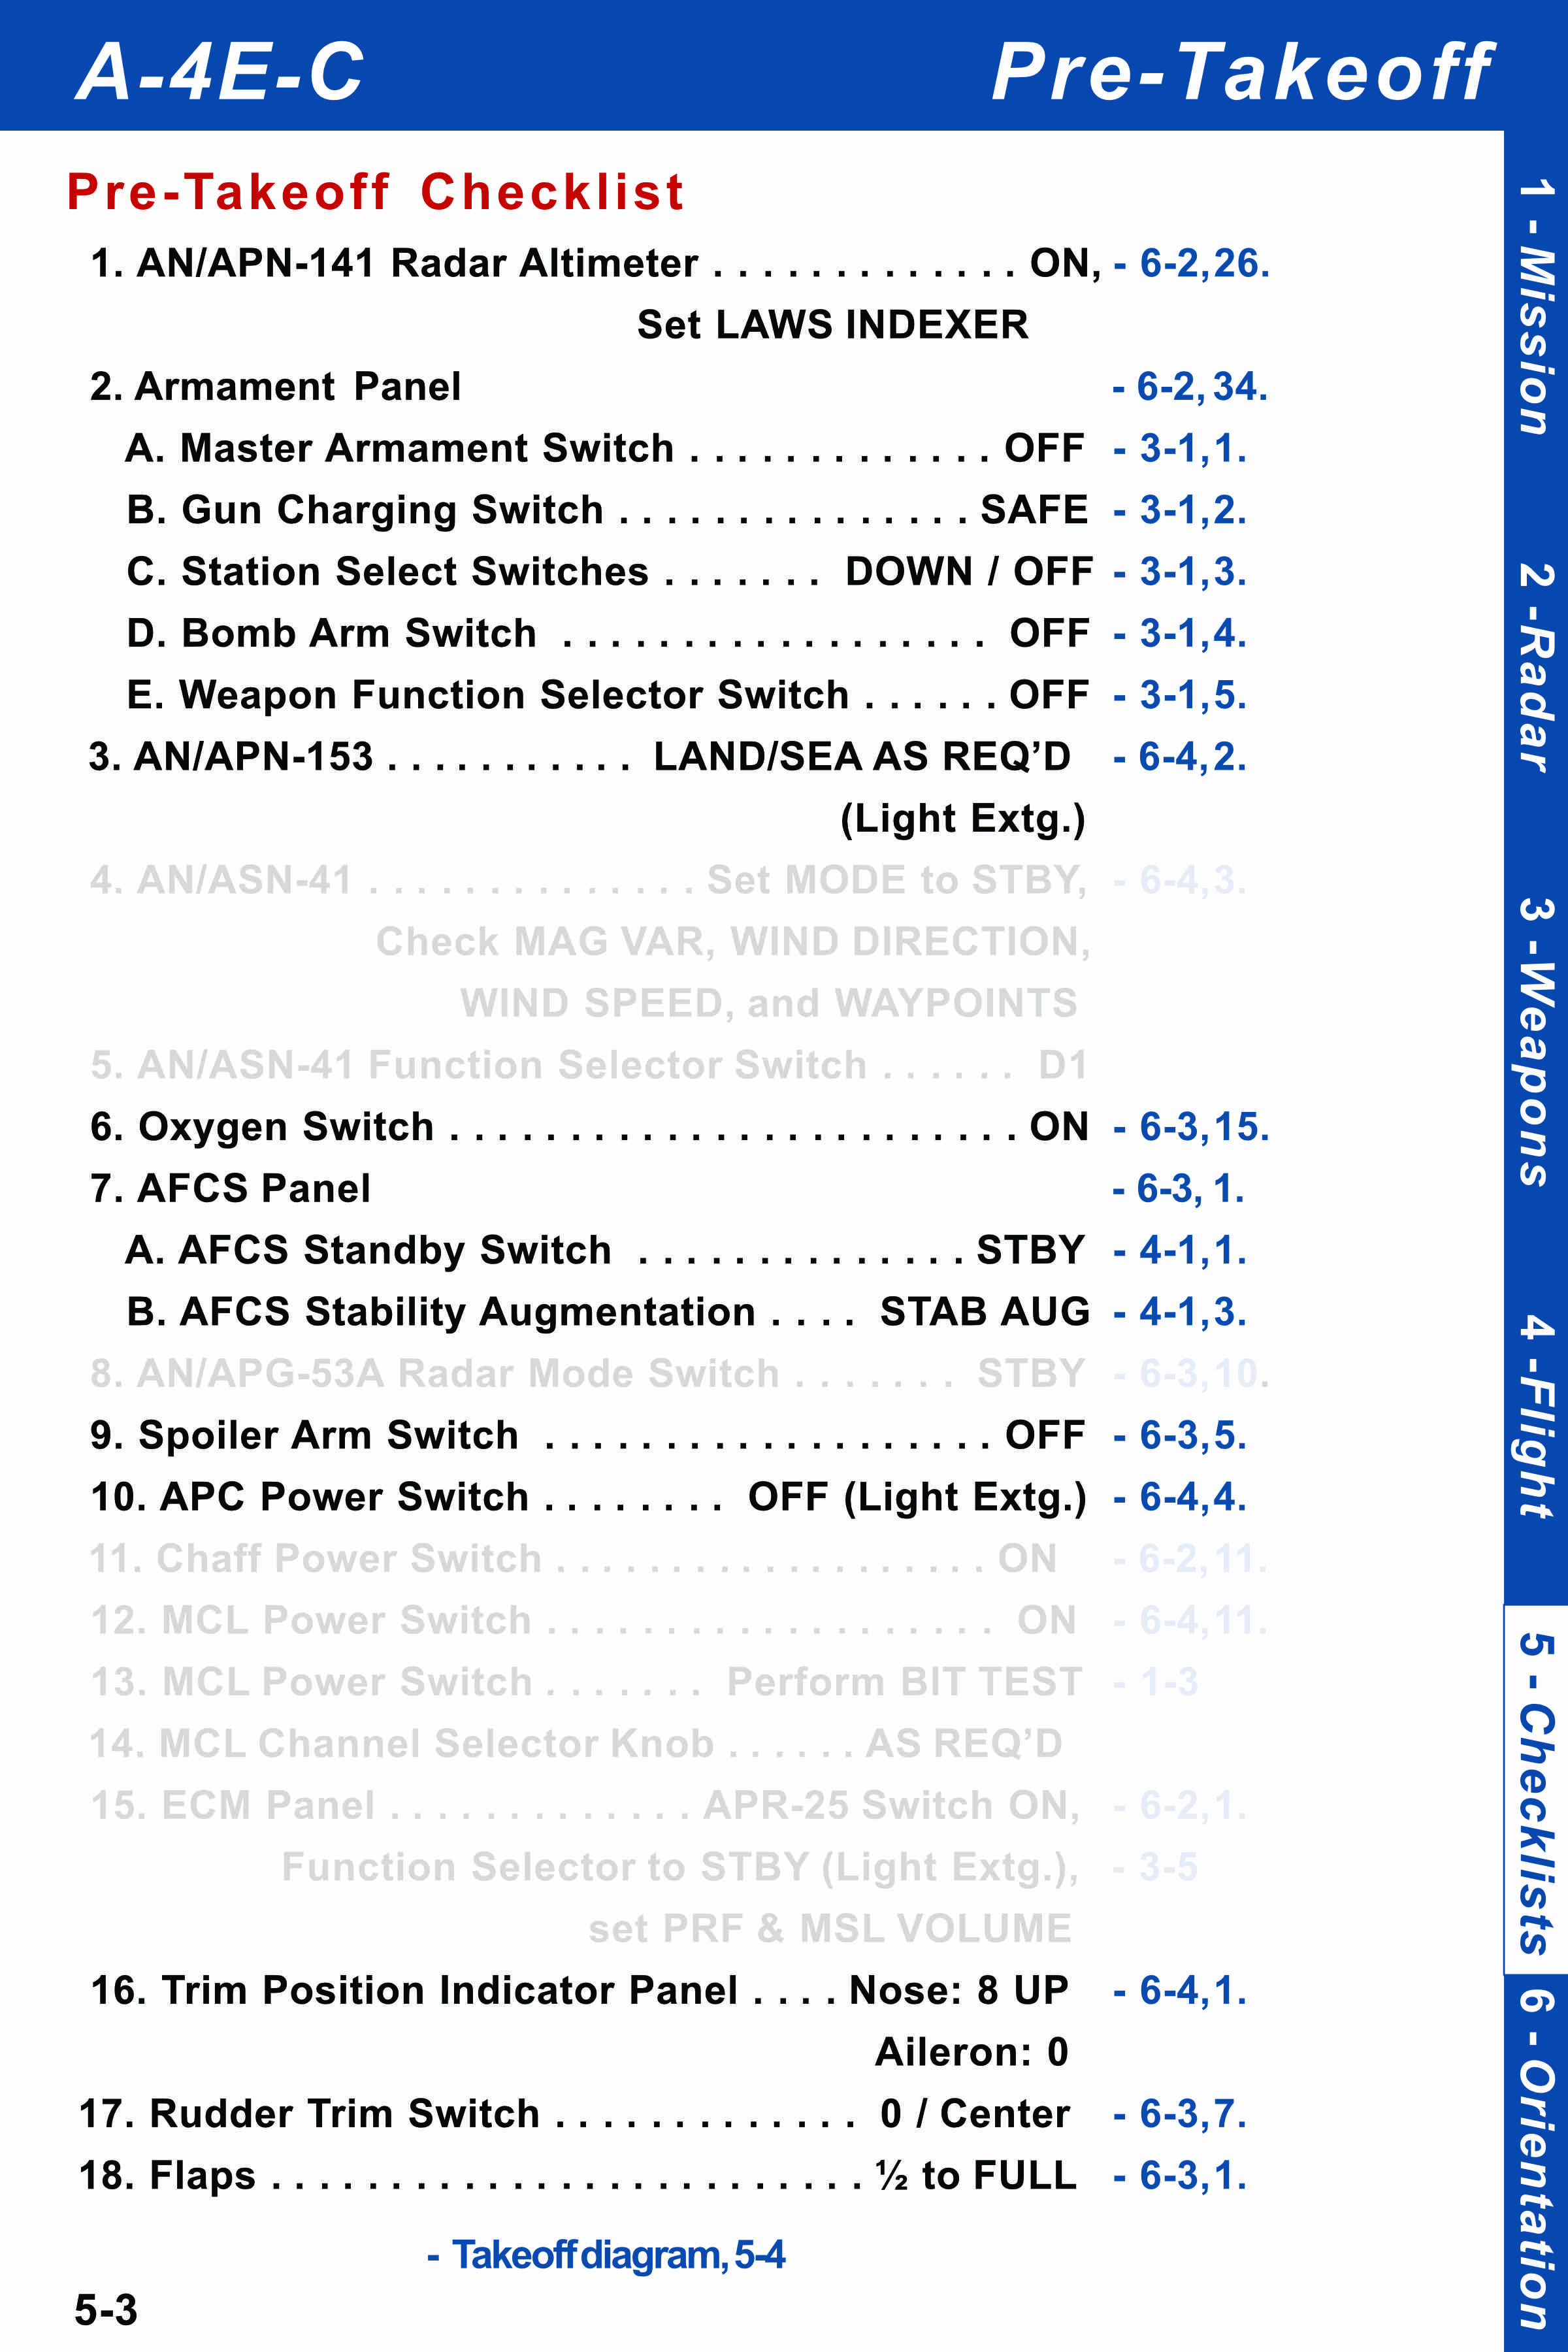 A-4E-C Pre-Takeoff
Pre-Takeoff Checklist
1. AN/APN-141 Radar Altimeter . . . . . . . . . . . . . ON, - 6-2,26.
Set LAWS INDEXER
2. Armament Panel - 6-2,34.
A. Master Armament Switch . . . . . . . . . . . . . OFF - 3-1,1.
B. Gun Charging Switch . . . . . . . . . . . . . . . SAFE - 3-1,2.
C. Station Select Switches . . . . . . . DOWN / OFF - 3-1,3.
D. Bomb Arm Switch . . . . . . . . . . . . . . . . . . OFF - 3-1,4.
E. Weapon Function Selector Switch . . . . . . OFF - 3-1,5.
3. AN/APN-153 . . . . . . . . . . . LAND/SEA AS REQ’D - 6-4,2.
(Light Extg.)
4. AN/ASN-41 . . . . . . . . . . . . . . Set MODE to STBY, - 6-4,3.
Check MAG VAR, WIND DIRECTION,
WIND SPEED, and WAYPOINTS
5. AN/ASN-41 Function Selector Switch . . . . . . D1
6. Oxygen Switch . . . . . . . . . . . . . . . . . . . . . . . . ON - 6-3,15.
7. AFCS Panel - 6-3, 1.
A. AFCS Standby Switch . . . . . . . . . . . . . . STBY - 4-1,1.
B. AFCS Stability Augmentation . . . . STAB AUG - 4-1,3.
8. AN/APG-53A Radar Mode Switch . . . . . . . STBY - 6-3,10.
9. Spoiler Arm Switch . . . . . . . . . . . . . . . . . . . OFF - 6-3,5.
10. APC Power Switch . . . . . . . . OFF (Light Extg.) - 6-4,4.
11. Chaff Power Switch . . . . . . . . . . . . . . . . . . . ON - 6-2,11.
12. MCL Power Switch . . . . . . . . . . . . . . . . . . . ON - 6-4,11.
13. MCL Power Switch . . . . . . . Perform BIT TEST - 1-3
14. MCL Channel Selector Knob . . . . . . AS REQ’D
15. ECM Panel . . . . . . . . . . . . . APR-25 Switch ON, - 6-2,1.
Function Selector to STBY (Light Extg.), - 3-5
set PRF & MSL VOLUME
16. Trim Position Indicator Panel . . . . Nose: 8 UP - 6-4,1.
Aileron: 0
17. Rudder Trim Switch . . . . . . . . . . . . . 0 / Center - 6-3,7.
18. Flaps . . . . . . . . . . . . . . . . . . . . . . . . . ½ to FULL - 6-3,1.
- Takeoff diagram, 5-4
5-3
1 - Mission
2 -Radar
3 -Weapons
4 -Flight
5 - Checklists
6 - Orientation